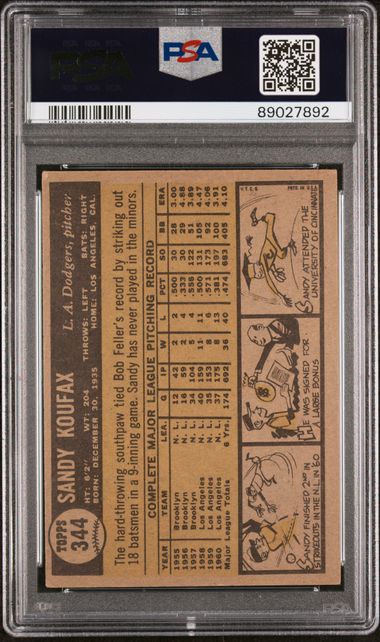 PSA
PSA
89027892
TOPPS
344
SANDY KOUFAX
L. A. Dodgers, pitcher
HT: 6'2" WT: 204 THROWS: LEFT BATS: RIGHT
BORN: DECEMBER 30, 1935 HOME: LOS ANGELES, CAL.
The hard-throwing southpaw tied Bob Feller's record by striking out
18 batsmen in a 9-inning game. Sandy has never played in the minors.
COMPLETE MAJOR LEAGUE PITCHING RECORD
YEAR TEAM LEA. G IP W L PCT SO BB ERA
1955 Brooklyn N. L. 12 42 2 2 .500 30 28 3.00
1956 Brooklyn N. L. 16 59 2 4 .333 30 29 4.88
1957 Brooklyn N. L. 34 104 5 4 .556 122 51 3.89
1958 Los Angeles N. L. 40 159 11 11 .500 131 105 4.47
1959 Los Angeles N. L. 35 153 8 6 .571 173 92 4.06
1960 Los Angeles N. L. 37 175 8 13 .381 197 100 3.91
Major League Totals 6 Yrs. 174 692 36 40 .474 683 405 4.10
SANDY FINISHED 2ND IN
STRIKEOUTS IN THE N.L. IN '60
HE WAS SIGNED FOR
A LARGE BONUS
©T.C.G.
PRTD. IN U.S.A.
SANDY ATTENDED THE
UNIVERSITY OF CINCINNATI